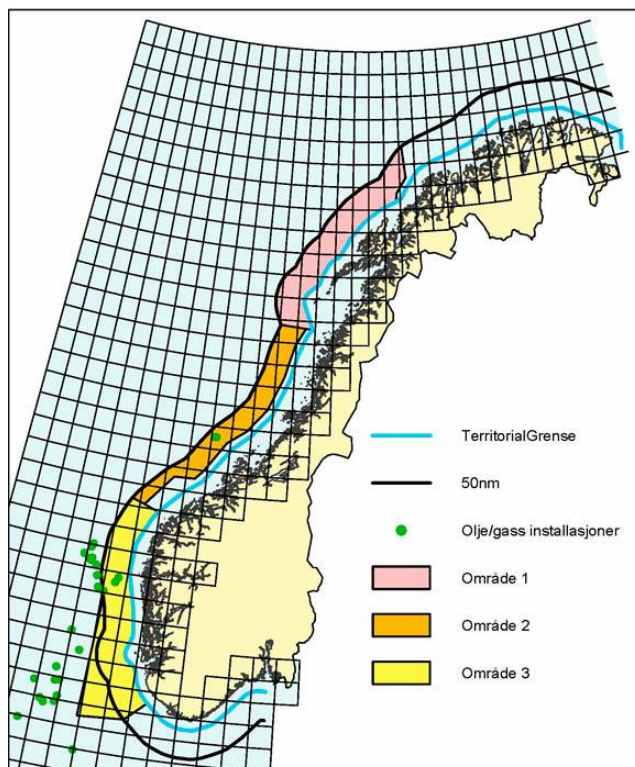 TerritorialGrense
50nm
Olje/gass installasjoner
Område 1
Område 2
Område 3